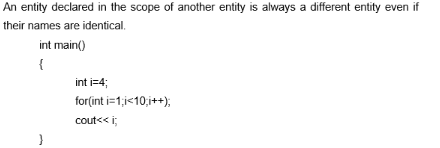 An entity declared in the scope of another entity is always a different entity even if
their names are identical.
int main()
{
int i=4;
for(int i=1;i<10;i++);
cout<< i;
}